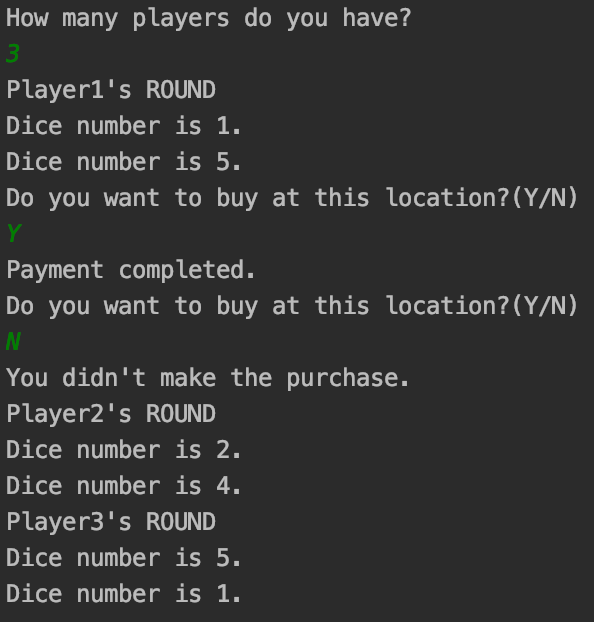 How many players do you have?
3
Player1's ROUND
Dice number is 1.
Dice number is 5.
Do you want to buy at this location?(Y/N)
Y
Payment completed.
Do you want to buy at this location?(Y/N)
N
You didn't make the purchase.
Player2's ROUND
Dice number is 2.
Dice number is 4.
Player3's ROUND
Dice number is 5.
Dice number is 1.